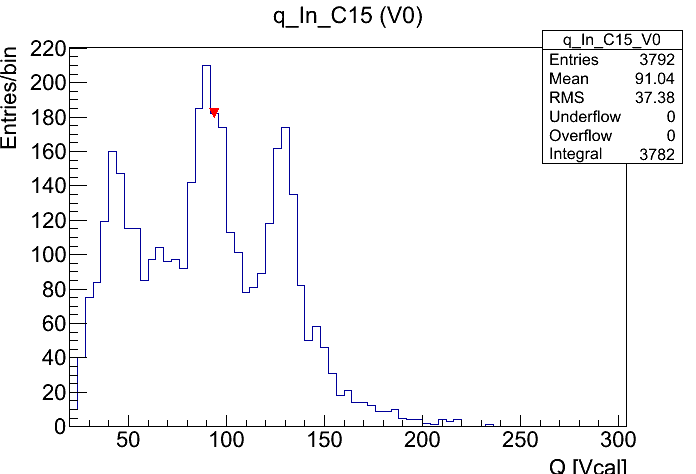 q_In_C15 (V0)
q_In_C15_V0
Entries 3792
Mean 91.04
RMS 37.38
Underflow 0
Overflow 0
Integral 3782
Entries/bin
220
200
180
160
140
120
100
80
60
40
20
0
50 100 150 200 250 300
Q [Vcal]